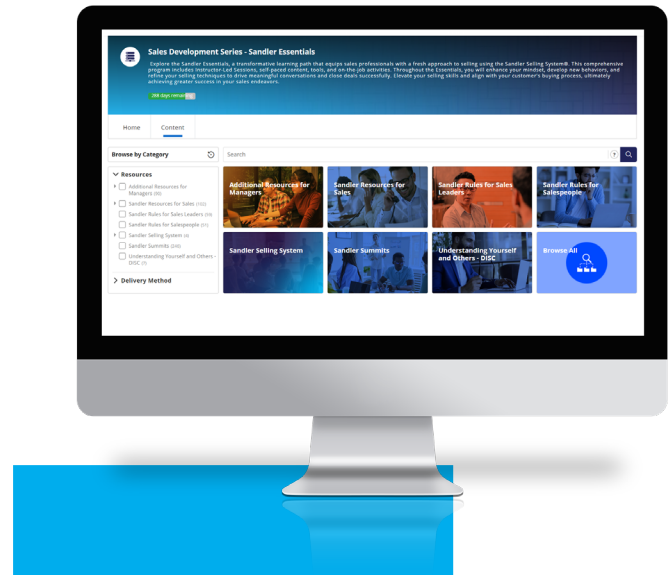 Sales Development Series - Sandler Essentials
Explore the Sandler Essentials, a transformative learning path that equips sales professionals with a fresh approach to selling using the Sandler Selling System®. This comprehensive
program includes Instructor-Led Sessions, self-paced content, tools, and on-the-job activities. Throughout the Essentials, you will enhance your mindset, develop new behaviors, and
refine your selling techniques to drive meaningful conversations and close deals successfully. Elevate your selling skills and align with your customer's buying process, ultimately
achieving greater success in your sales endeavors.
days remaining
Home
Content
Browse by Category
Search
?
Resources
Additional Resources for
Managers
Sandler Resources for Sales
Sandler Rules for Sales Leaders
Sandler Rules for Salespeople
Sandler Selling System
Sandler Summits
Understanding Yourself and Others -
DISC
Delivery Method
Additional Resources for
Managers
Sandler Resources for
Sales
Sandler Rules for Sales
Leaders
Sandler Rules for
Salespeople
Sandler Selling System
Sandler Summits
Understanding Yourself
and Others - DISC
Browse All